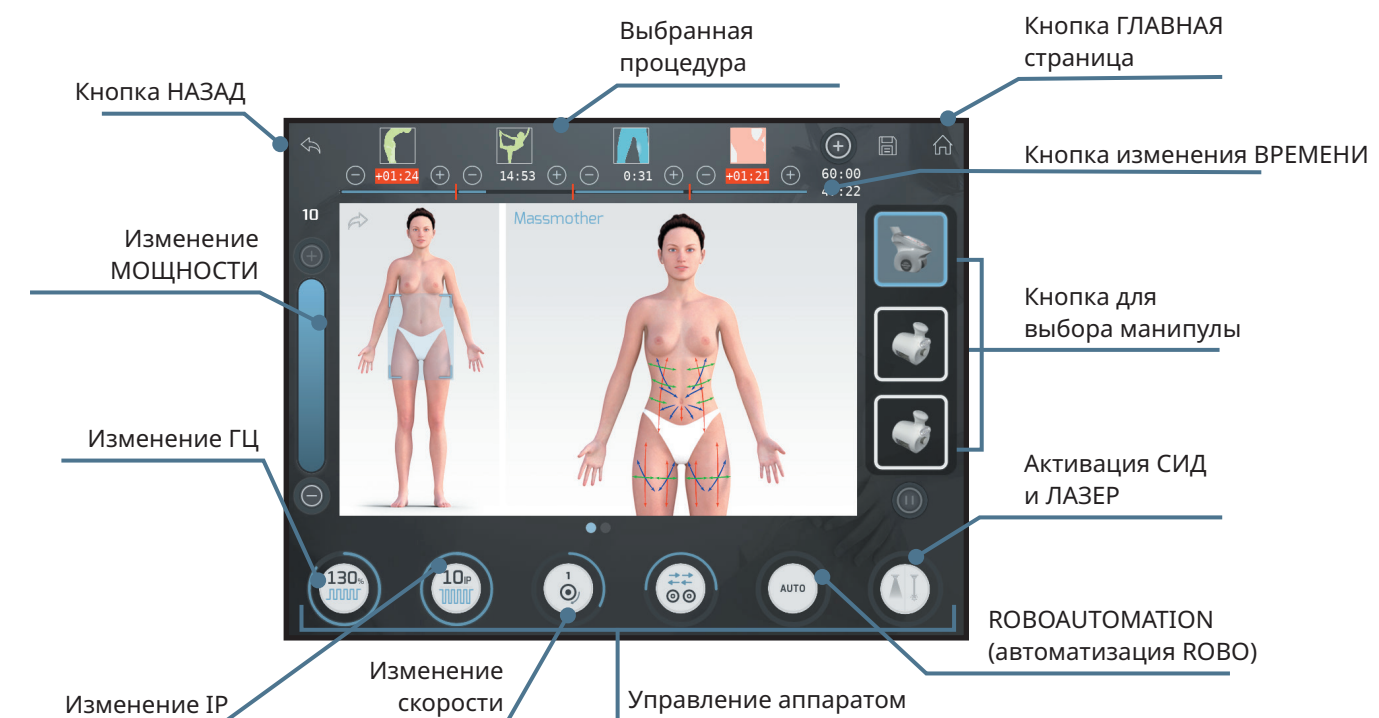 Выбранная
процедура
Кнопка ГЛАВНАЯ
страница
Кнопка НАЗАД
Кнопка изменения ВРЕМЕНИ
+01:24
14:53
0:31
+01:21
60:00
:22
10
Massmother
Изменение
МОЩНОСТИ
Кнопка для
выбора манипулы
Изменение ГЦ
Активация СИД
и ЛАЗЕР
130%
10IP
1
AUTO
ROBOAUTOMATION
(автоматизация ROBO)
Изменение IP
Изменение
скорости
Управление аппаратом